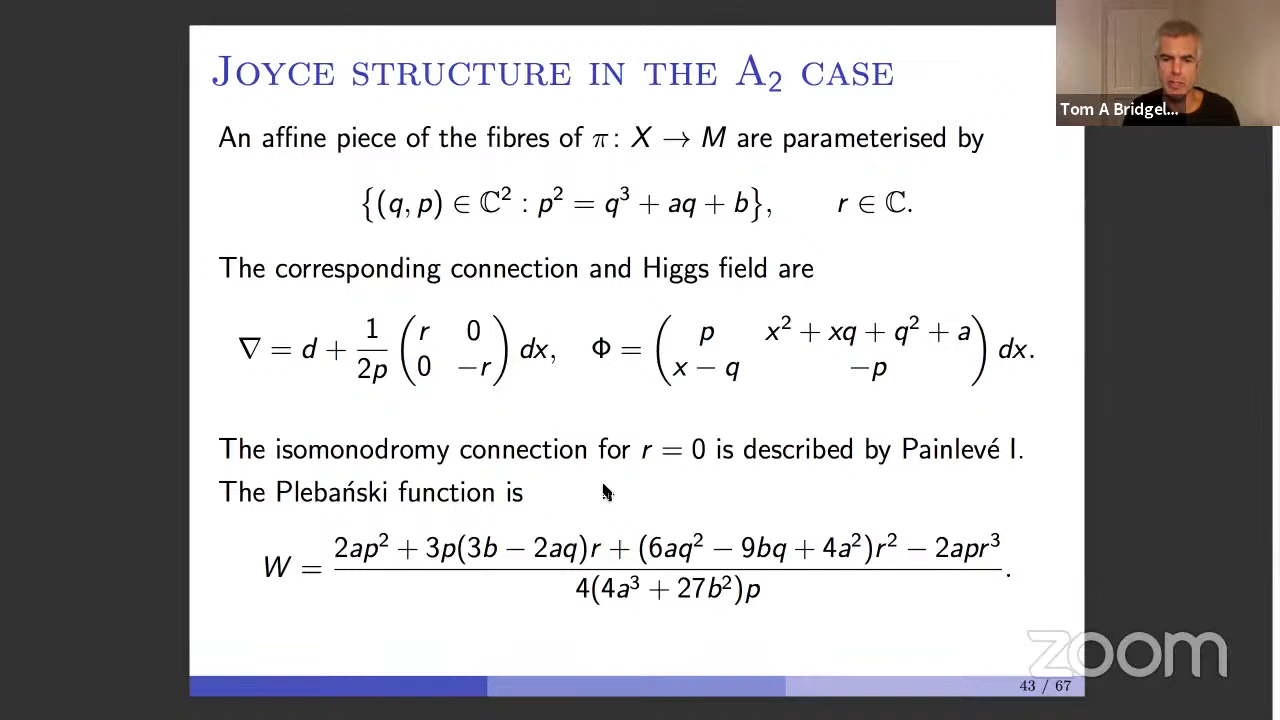 JOYCE STRUCTURE IN THE A₂ CASE
An affine piece of the fibres of π: X → M are parameterised by
{(q, p) ∈ ℂ² : p² = q³ + aq + b},   r ∈ ℂ.
The corresponding connection and Higgs field are
∇ = d + 1/2p (r 0 0 −r) dx,   Φ = (p x² + xq + q² + a x − q −p) dx.
The isomonodromy connection for r = 0 is described by Painlevé I.
The Plebański function is
W = 2ap² + 3p(3b − 2aq)r + (6aq² − 9bq + 4a²)r² − 2apr³ / 4(4a³ + 27b²)p .
43 / 67
Tom A Bridgel...
zoom